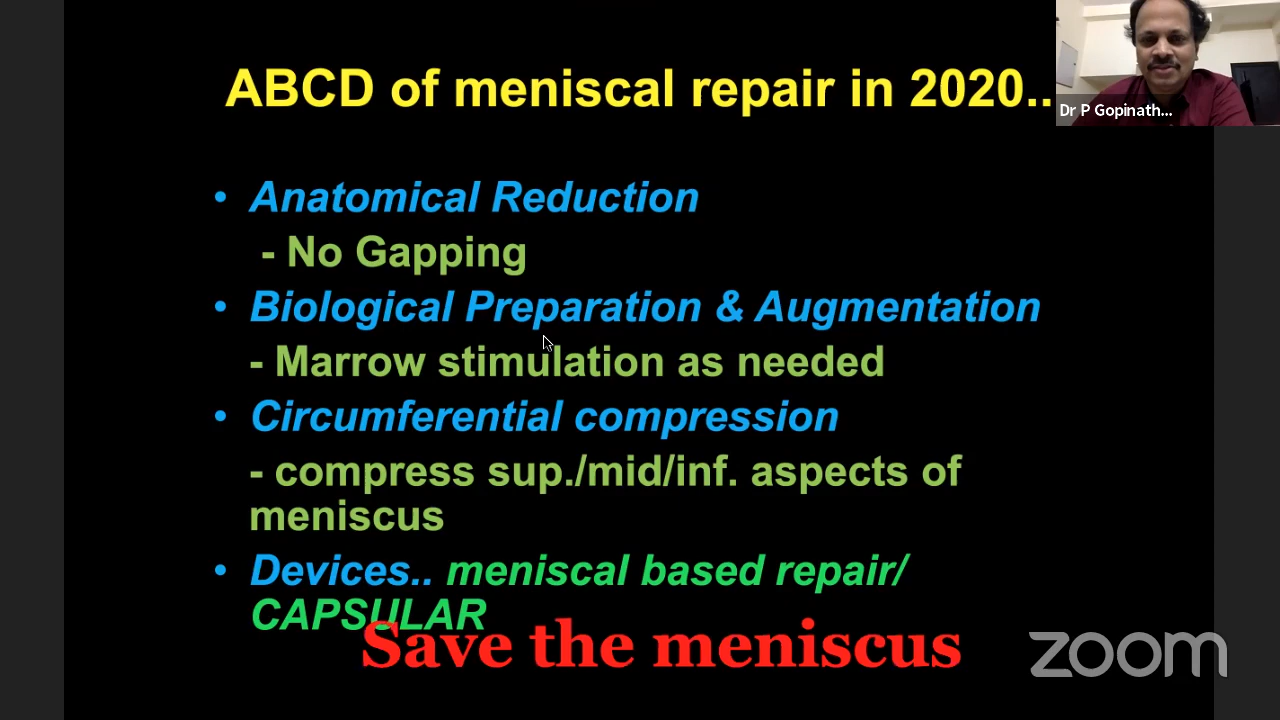 ABCD of meniscal repair in 2020..
Dr P Gopinath...
• Anatomical Reduction
- No Gapping
• Biological Preparation & Augmentation
- Marrow stimulation as needed
• Circumferential compression
- compress sup./mid/inf. aspects of
meniscus
• Devices.. meniscal based repair/
CAPSULAR
Save the meniscus
zoom